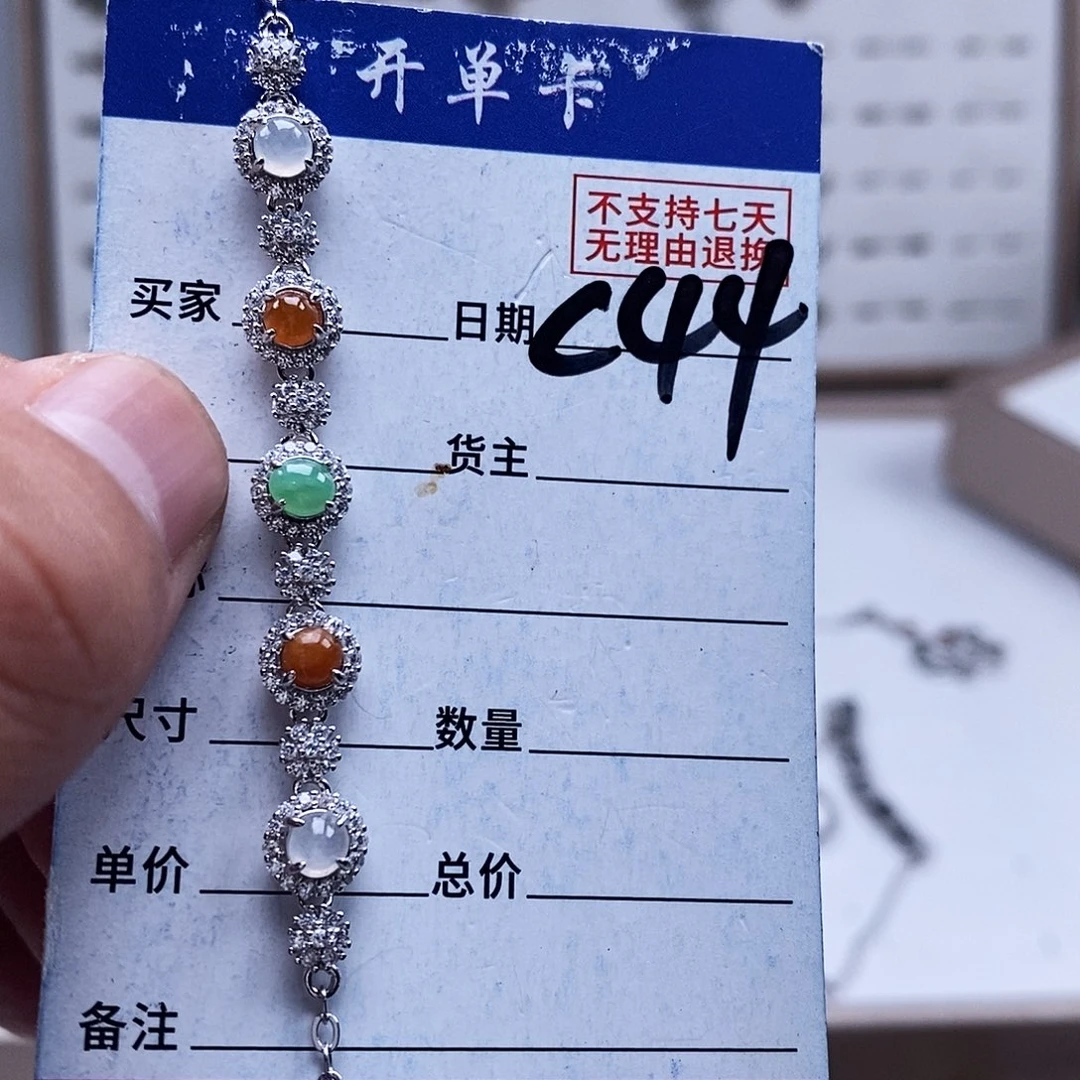 开单卡
不支持七天
无理由退换
买家 日期
C44
货主
尺寸 数量
单价 总价
备注